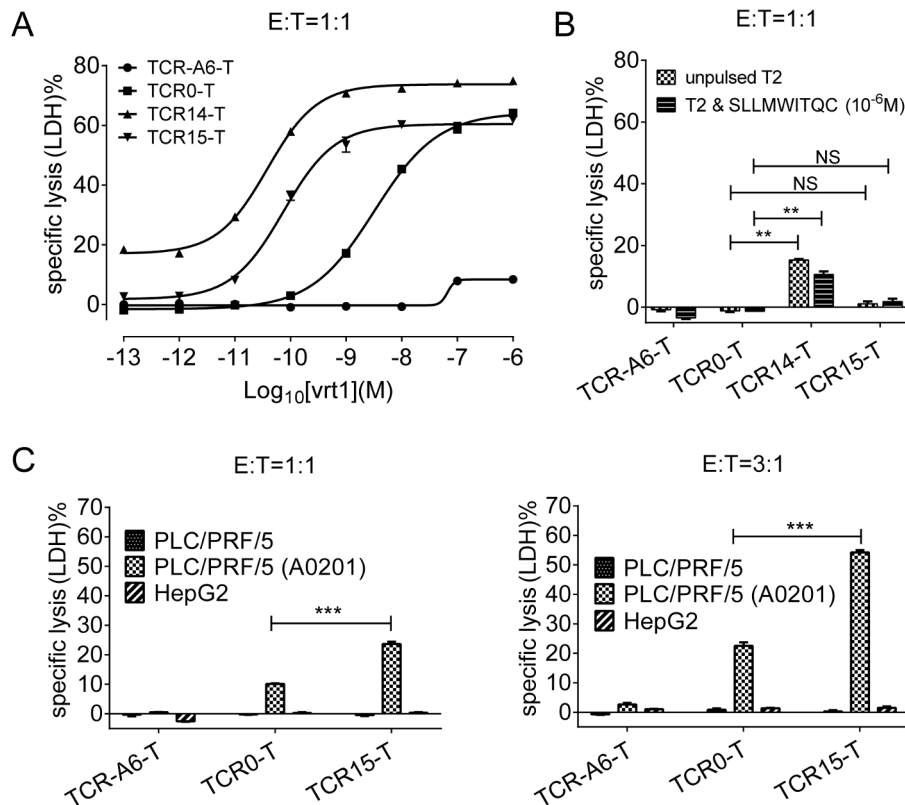 A
E:T=1:1
specific lysis (LDH)%
80
60
40
20
0
TCR-A6-T
TCR0-T
TCR14-T
TCR15-T
-13 -12 -11 -10 -9 -8 -7 -6
Log10[vrt1](M)
B
E:T=1:1
specific lysis (LDH)%
80
60
40
20
0
unpulsed T2
T2 & SLLMWITQC (10-6M)
NS
NS
**
**
TCR-A6-T
TCR0-T
TCR14-T
TCR15-T
C
E:T=1:1
specific lysis (LDH)%
70
60
50
40
30
20
10
0
PLC/PRF/5
PLC/PRF/5 (A0201)
HepG2
***
TCR-A6-T
TCR0-T
TCR15-T
E:T=3:1
specific lysis (LDH)%
70
60
50
40
30
20
10
0
PLC/PRF/5
PLC/PRF/5 (A0201)
HepG2
***
TCR-A6-T
TCR0-T
TCR15-T